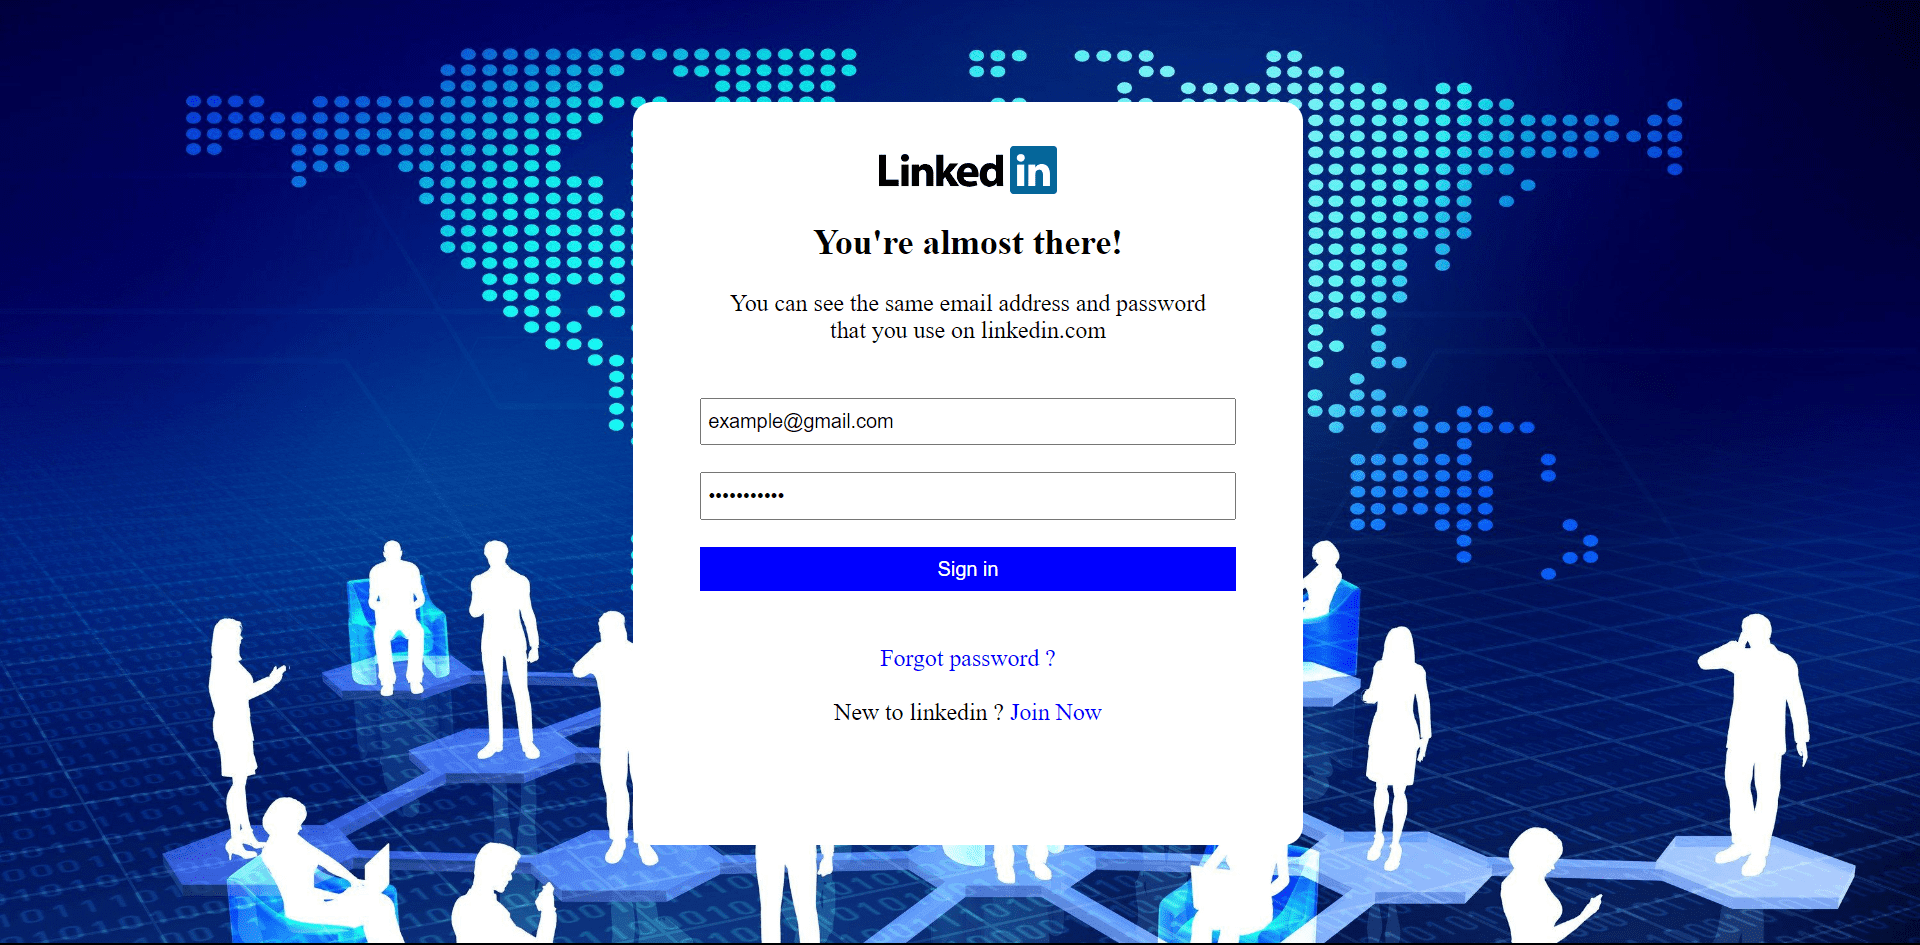 Linked in
You're almost there!
You can see the same email address and password
that you use on linkedin.com
example@gmail.com
•••••••••••
Sign in
Forgot password ?
New to linkedin ? Join Now